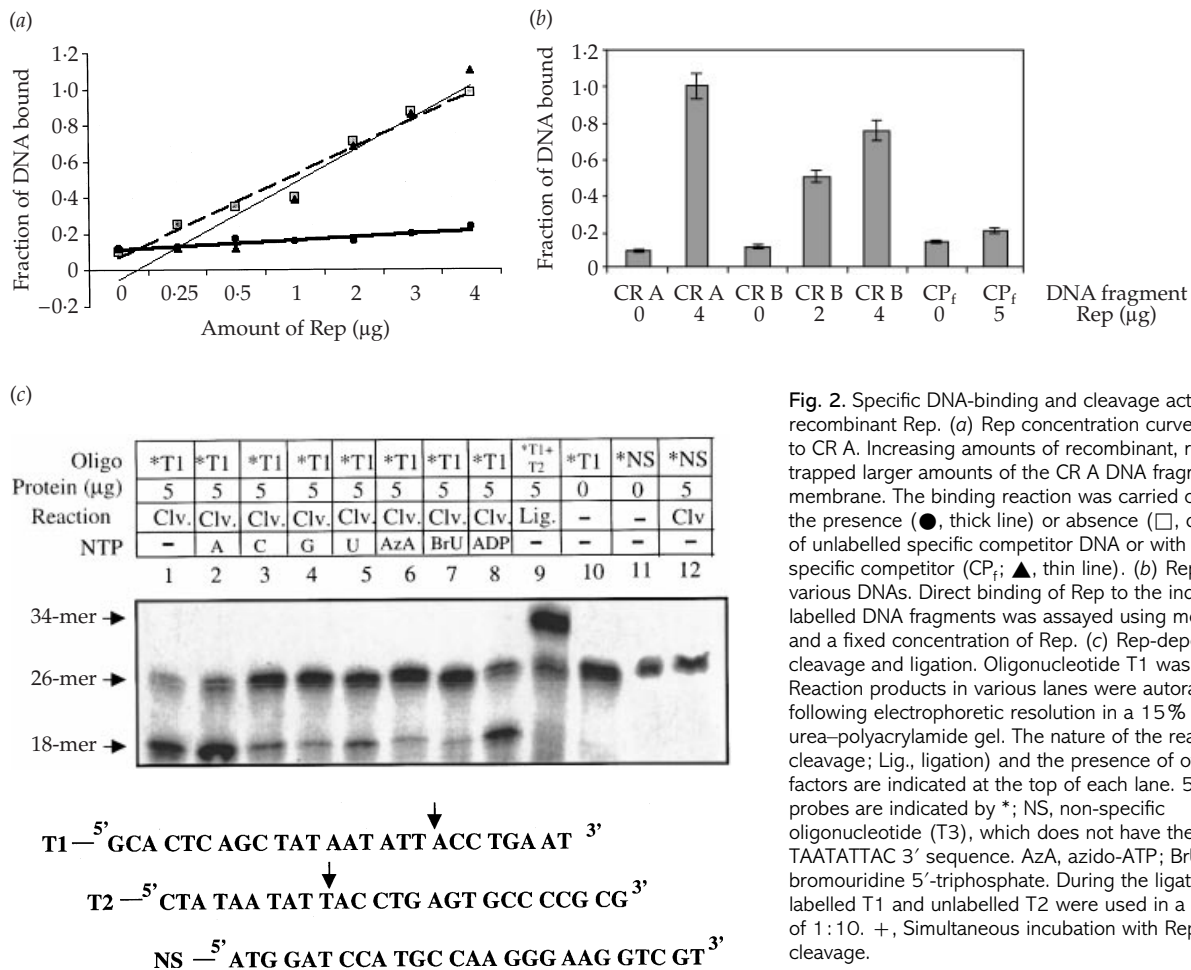 (a)
Fraction of DNA bound
1·2
1·0
0·8
0·6
0·4
0·2
0
−0·2
0 0·25 0·5 1 2 3 4
Amount of Rep (µg)
(b)
Fraction of DNA bound
1·2
1·0
0·8
0·6
0·4
0·2
0
CR A CR A CR B CR B CR B CPf CPf DNA fragment
0 4 0 2 4 0 5 Rep (µg)
(c)
Oligo *T1 *T1 *T1 *T1 *T1 *T1 *T1 *T1 *T1+ T2 *T1 *NS *NS
Protein (µg) 5 5 5 5 5 5 5 5 5 0 0 5
Reaction Clv. Clv. Clv. Clv. Clv. Clv. Clv. Clv. Lig. – – Clv
NTP – A C G U AzA BrU ADP – – – –
1 2 3 4 5 6 7 8 9 10 11 12
34-mer
26-mer
18-mer
T1 — 5′ GCA CTC AGC TAT AAT ATT ACC TGA AT 3′
T2 — 5′ CTA TAA TAT TAC CTG AGT GCC CCG CG 3′
NS — 5′ ATG GAT CCA TGC CAA GGG AAG GTC GT 3′
Fig. 2. Specific DNA-binding and cleavage act
recombinant Rep. (a) Rep concentration curve
to CR A. Increasing amounts of recombinant, r
trapped larger amounts of the CR A DNA fragn
membrane. The binding reaction was carried o
the presence (●, thick line) or absence (□, c
of unlabelled specific competitor DNA or with
specific competitor (CPf; ▲, thin line). (b) Rep
various DNAs. Direct binding of Rep to the inc
labelled DNA fragments was assayed using m
and a fixed concentration of Rep. (c) Rep-dep
cleavage and ligation. Oligonucleotide T1 was
Reaction products in various lanes were autora
following electrophoretic resolution in a 15%
urea–polyacrylamide gel. The nature of the rea
cleavage; Lig., ligation) and the presence of o
factors are indicated at the top of each lane. 5
probes are indicated by *; NS, non-specific
oligonucleotide (T3), which does not have the
TAATATTAC 3′ sequence. AzA, azido-ATP; Br
bromouridine 5′-triphosphate. During the ligat
labelled T1 and unlabelled T2 were used in a
of 1:10. +, Simultaneous incubation with Rep
cleavage.